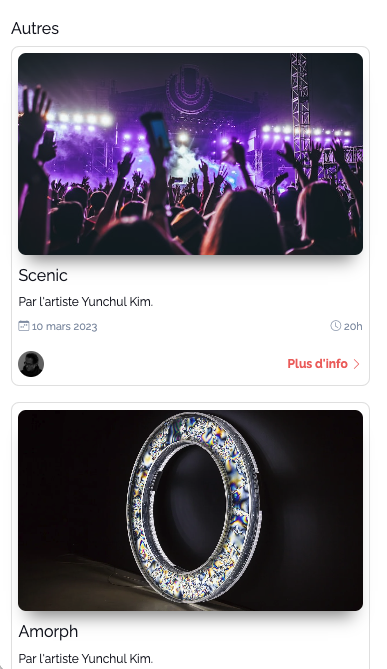 Autres
Scenic
Par l'artiste Yunchul Kim.
10 mars 2023
20h
Plus d'info
Amorph
Par l'artiste Yunchul Kim.